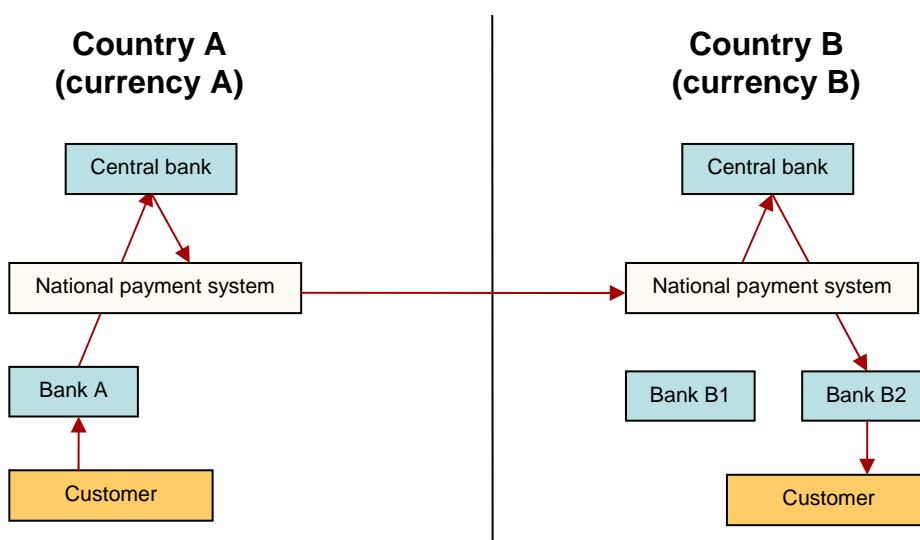 Country A
(currency A)
Country B
(currency B)
Central bank
Central bank
National payment system
National payment system
Bank A
Bank B1
Bank B2
Customer
Customer